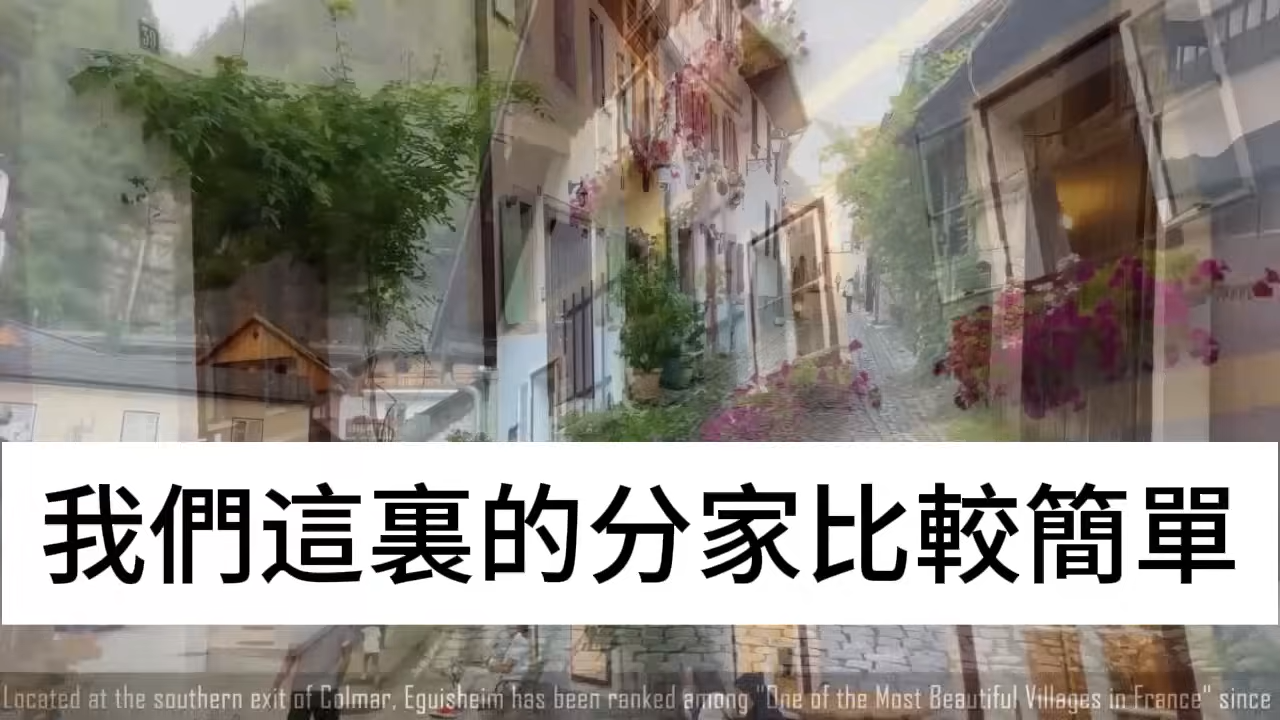 30
我們這裏的分家比較簡單
Located at the southern exit of Colmar, Eguisheim has been ranked among "One of the Most Beautiful Villages in France" since